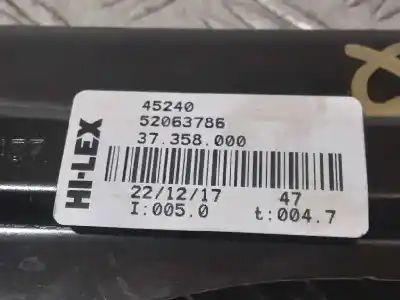 HI-LEX
45240
52063786
37.358.000
22/12/17 47
I:005.0 t:004.7